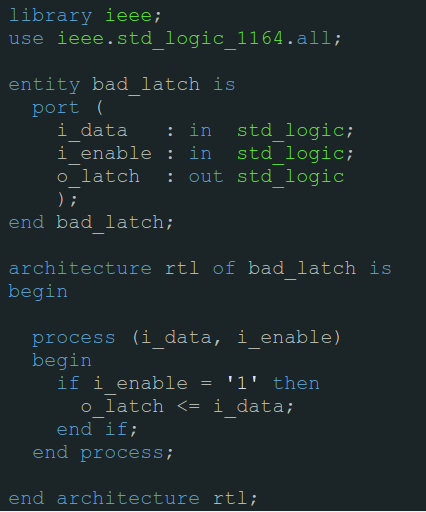 library ieee;
use ieee.std_logic_1164.all;

entity bad_latch is
  port (
    i_data   : in  std_logic;
    i_enable : in  std_logic;
    o_latch  : out std_logic
    );
end bad_latch;

architecture rtl of bad_latch is
begin

  process (i_data, i_enable)
  begin
    if i_enable = '1' then
      o_latch <= i_data;
    end if;
  end process;

end architecture rtl;